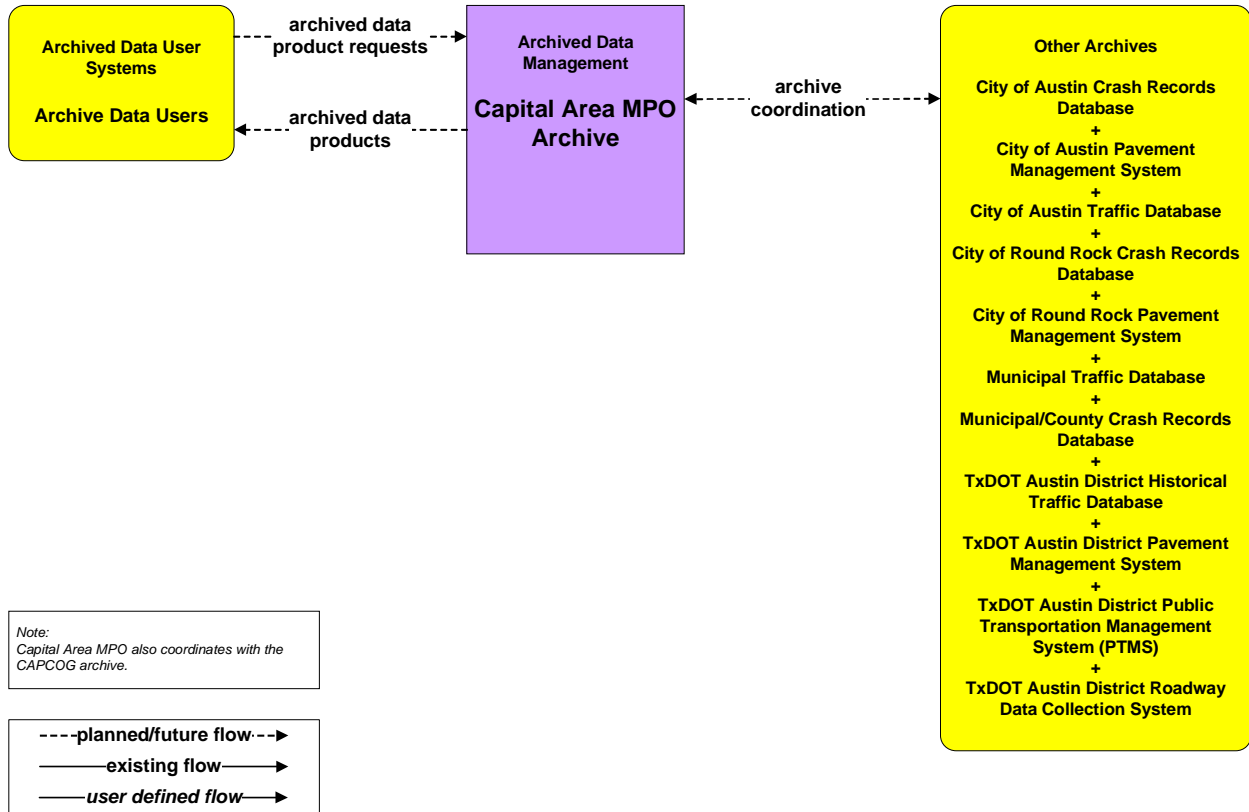 Archived Data User
Systems
Archive Data Users
archived data
product requests
archived data
products
Archived Data
Management
Capital Area MPO
Archive
archive
coordination
Other Archives
City of Austin Crash Records
Database
+
City of Austin Pavement
Management System
+
City of Austin Traffic Database
+
City of Round Rock Crash Records
Database
+
City of Round Rock Pavement
Management System
+
Municipal Traffic Database
+
Municipal/County Crash Records
Database
+
TxDOT Austin District Historical
Traffic Database
+
TxDOT Austin District Pavement
Management System
+
TxDOT Austin District Public
Transportation Management
System (PTMS)
+
TxDOT Austin District Roadway
Data Collection System
Note:
Capital Area MPO also coordinates with the
CAPCOG archive.
planned/future flow
existing flow
user defined flow